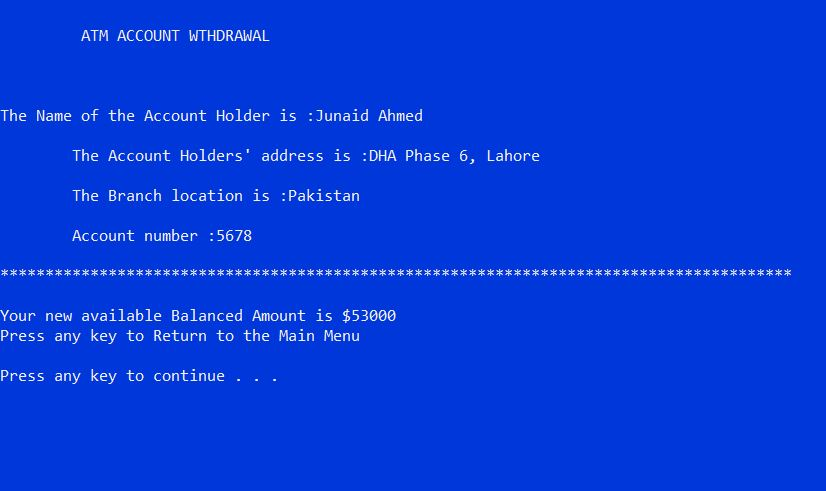 ATM ACCOUNT WTHDRAWAL
The Name of the Account Holder is :Junaid Ahmed
The Account Holders' address is :DHA Phase 6, Lahore
The Branch location is :Pakistan
Account number :5678
****************************************************************************************
Your new available Balanced Amount is $53000
Press any key to Return to the Main Menu
Press any key to continue . . .